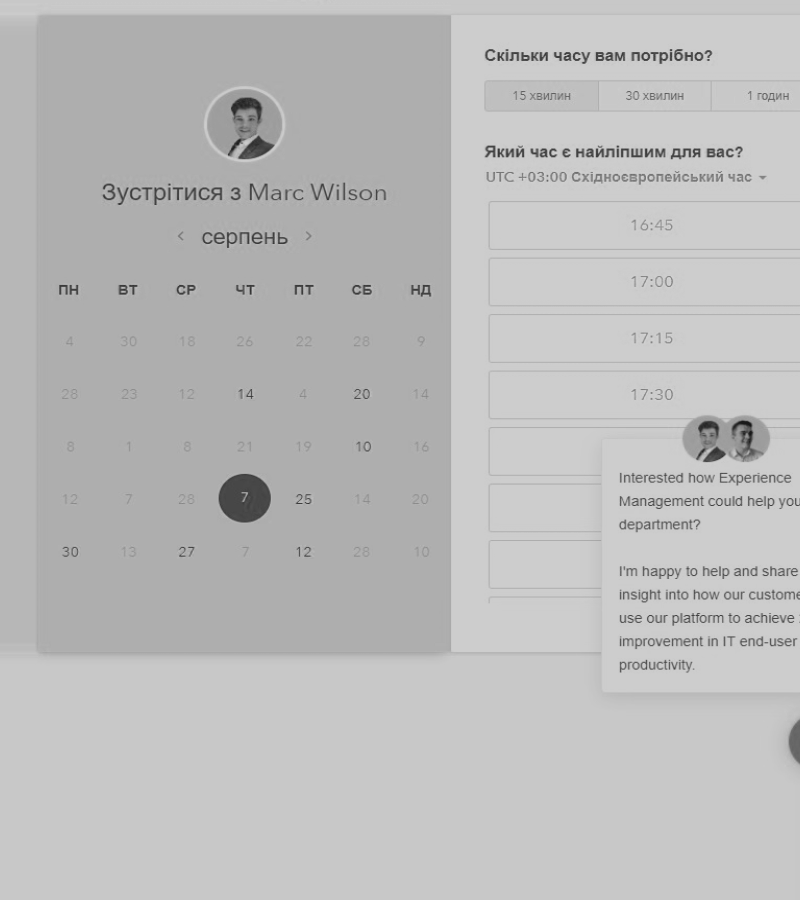 Зустрітися з Marc Wilson
серпень
ПН ВТ СР ЧТ ПТ СБ НД
4 30 18 26 22 28 9
28 23 12 14 4 20 14
8 1 8 21 19 10 16
12 7 28 7 25 14 20
30 13 27 7 12 28 10
Скільки часу вам потрібно?
15 хвилин 30 хвилин 1 годин
Який час є найліпшим для вас?
UTC +03:00 Східноєвропейський час
16:45
17:00
17:15
17:30
Interested how Experience
Management could help you
department?
I'm happy to help and share
insight into how our custome
use our platform to achieve
improvement in IT end-user
productivity.